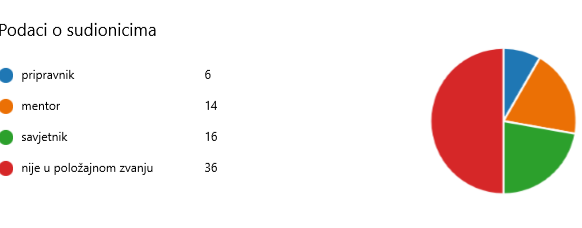 Podaci o sudionicima
pripravnik 6
mentor 14
savjetnik 16
nije u položajnom zvanju 36